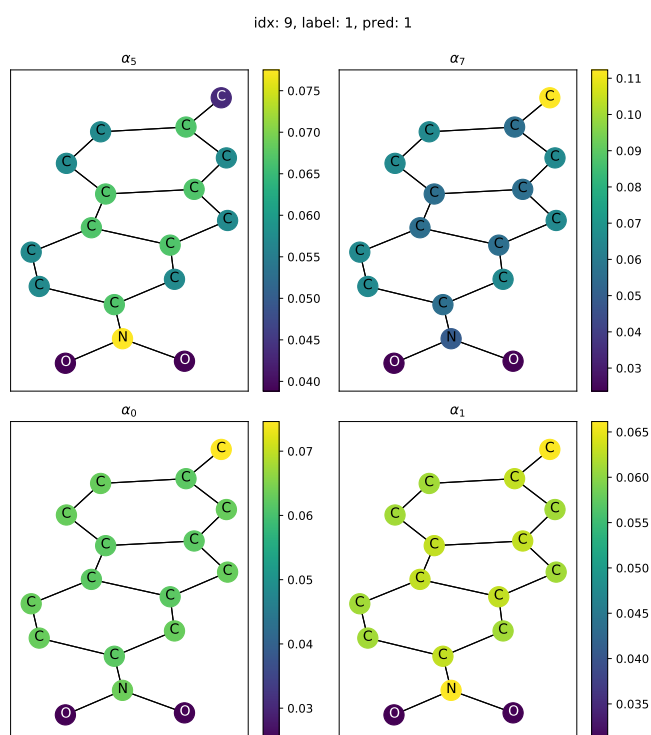 idx: 9, label: 1, pred: 1
α5
α7
C
C
C
C
C
C
C
C
C
C
C
C
C
C
N
O
O
0.075
0.070
0.065
0.060
0.055
0.050
0.045
0.040
C
C
C
C
C
C
C
C
C
C
C
C
C
C
N
O
O
0.11
0.10
0.09
0.08
0.07
0.06
0.05
0.04
0.03
α0
α1
C
C
C
C
C
C
C
C
C
C
C
C
C
C
N
O
O
0.07
0.06
0.05
0.04
0.03
C
C
C
C
C
C
C
C
C
C
C
C
C
C
N
O
O
0.065
0.060
0.055
0.050
0.045
0.040
0.035